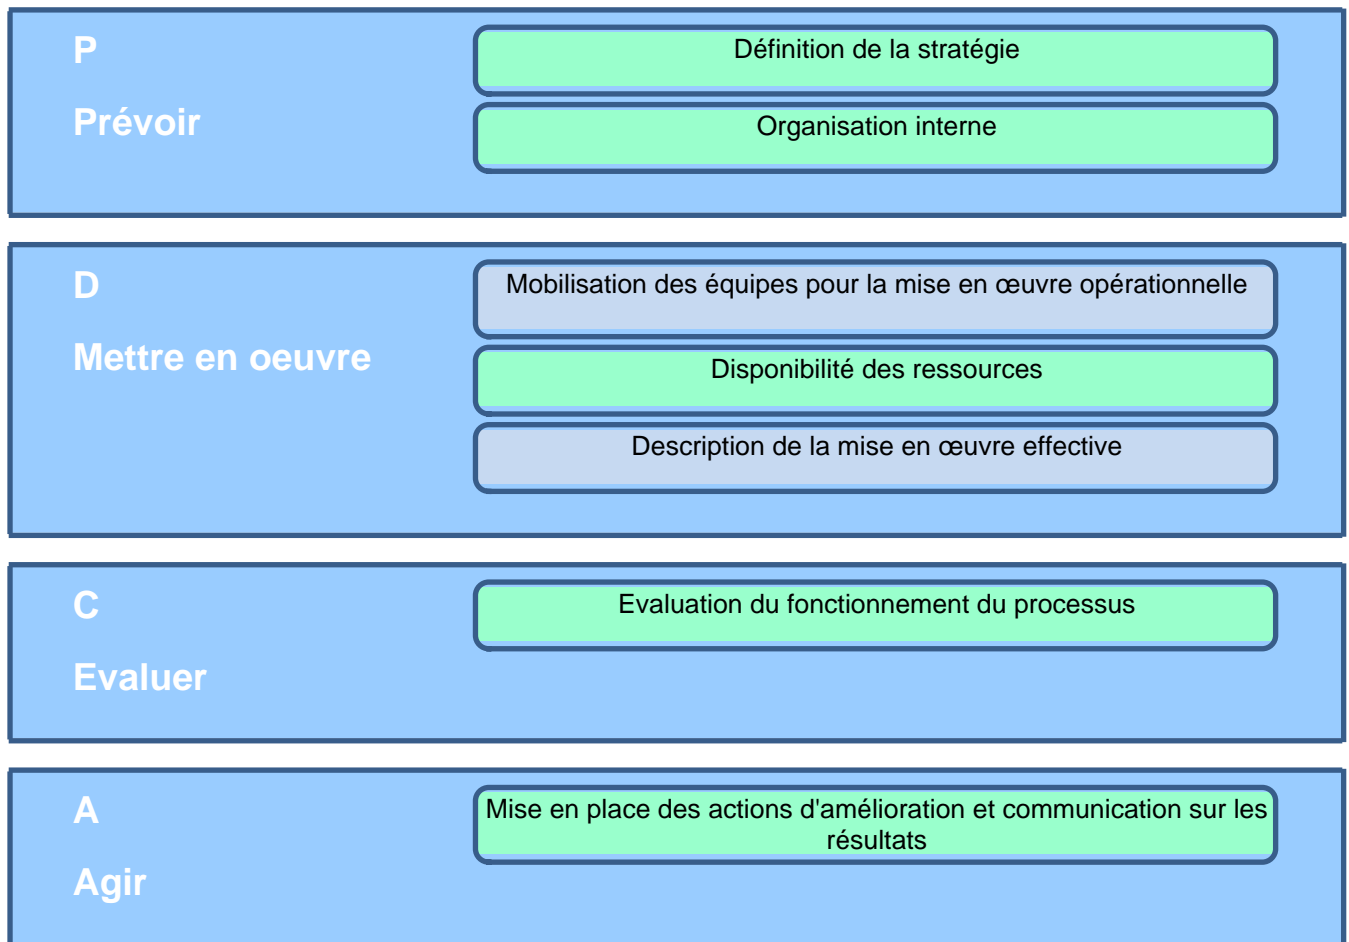 P
Prévoir
Définition de la stratégie
Organisation interne
D
Mettre en oeuvre
Mobilisation des équipes pour la mise en œuvre opérationnelle
Disponibilité des ressources
Description de la mise en œuvre effective
C
Evaluer
Evaluation du fonctionnement du processus
A
Agir
Mise en place des actions d'amélioration et communication sur les
résultats